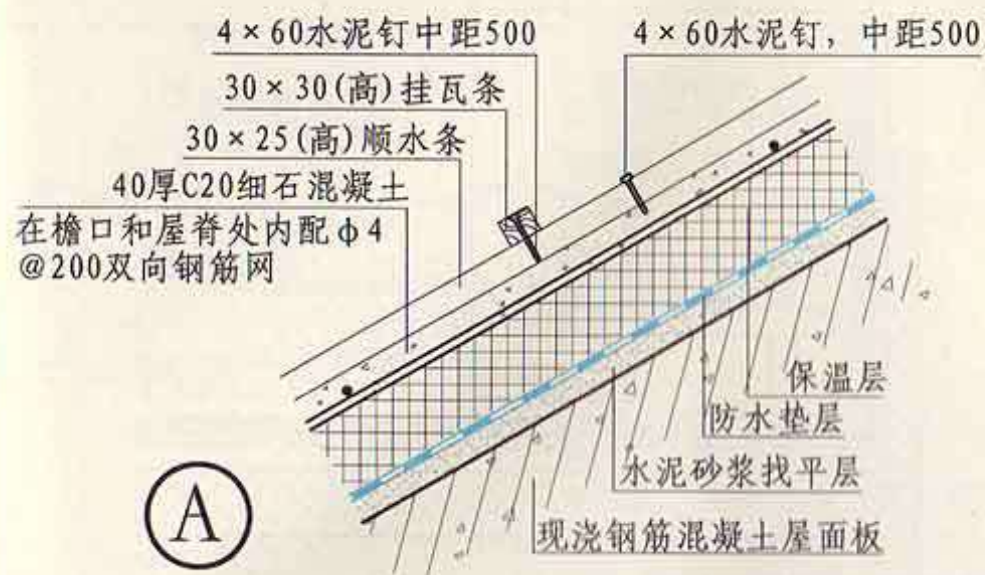 4×60水泥钉中距500
4×60水泥钉，中距500
30×30(高)挂瓦条
30×25(高)顺水条
40厚C20细石混凝土
在檐口和屋脊处内配ф4
@200双向钢筋网
保温层
防水垫层
水泥砂浆找平层
现浇钢筋混凝土屋面板
A